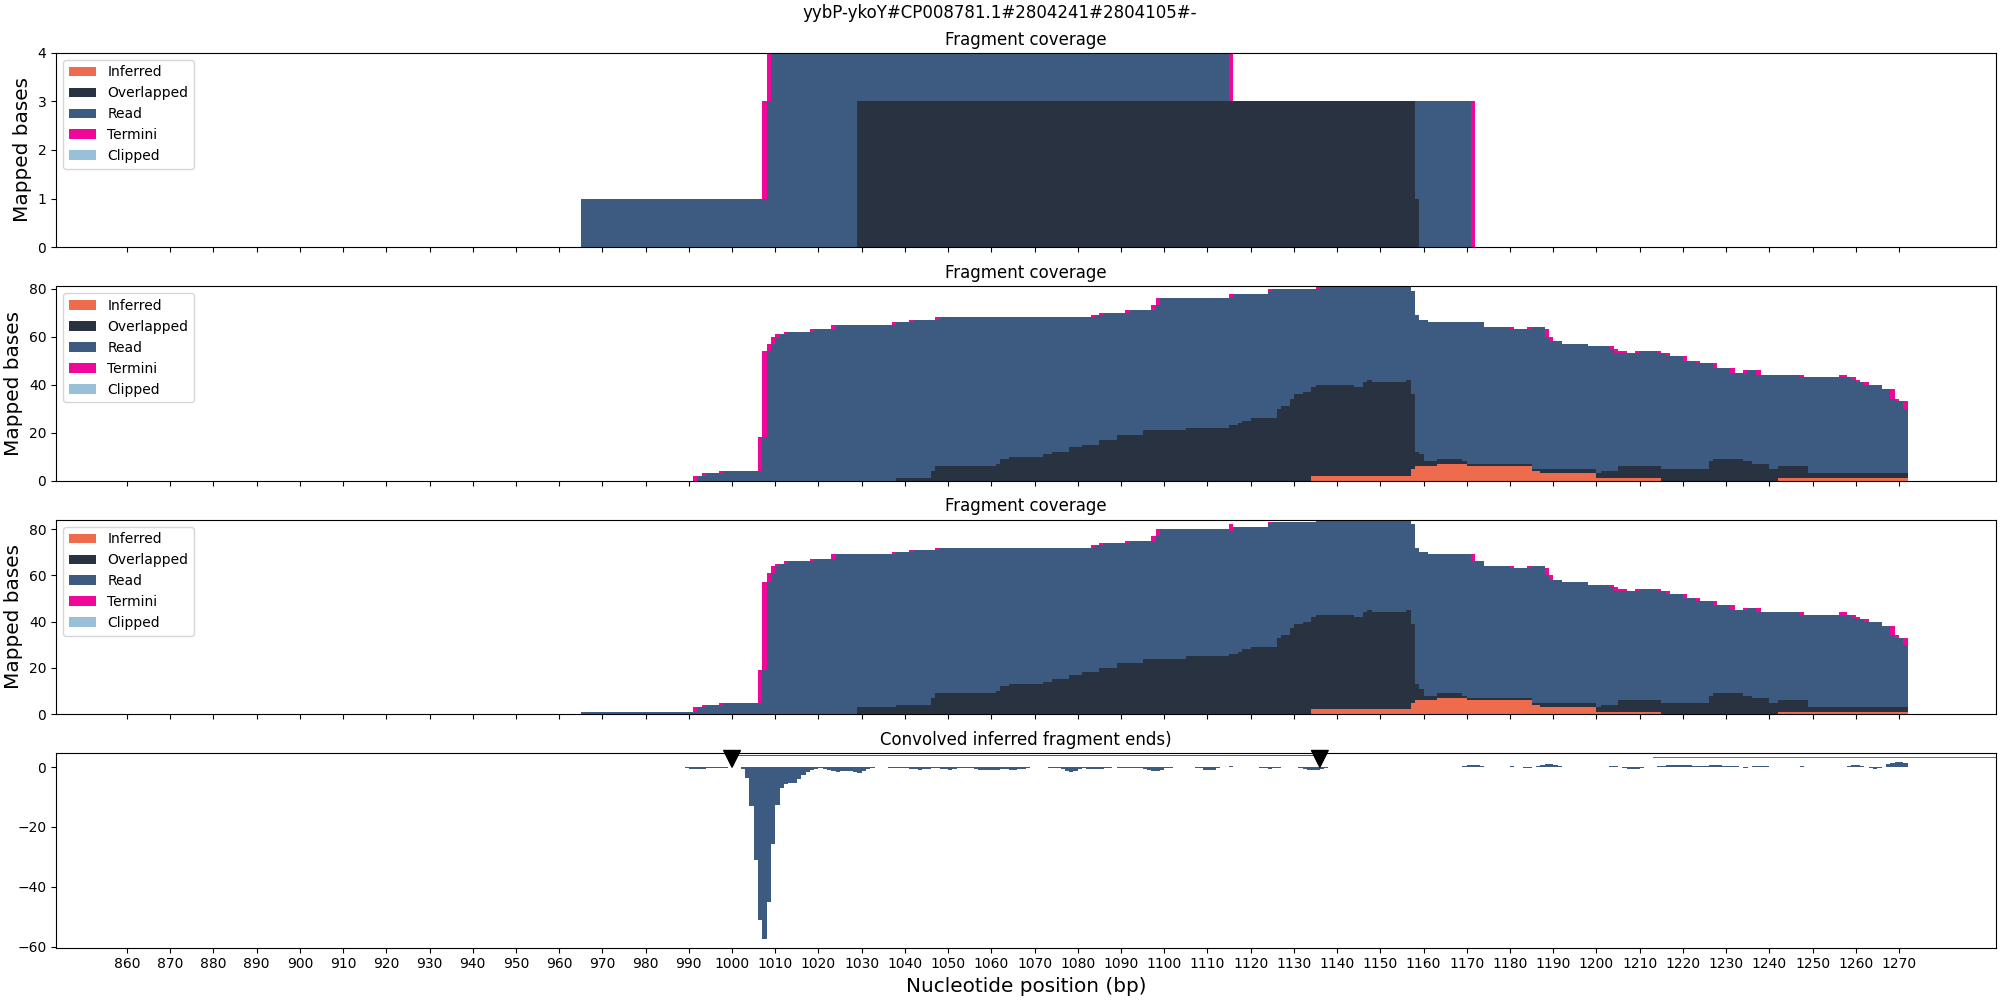 yybP-ykoY#CP008781.1#2804241#2804105#-
Fragment coverage
Mapped bases
4
3
2
1
0
Inferred
Overlapped
Read
Termini
Clipped
Fragment coverage
Mapped bases
80
60
40
20
0
Inferred
Overlapped
Read
Termini
Clipped
Fragment coverage
Mapped bases
80
60
40
20
0
Inferred
Overlapped
Read
Termini
Clipped
Convolved inferred fragment ends)
0
−20
−40
−60
860 870 880 890 900 910 920 930 940 950 960 970 980 990 1000 1010 1020 1030 1040 1050 1060 1070 1080 1090 1100 1110 1120 1130 1140 1150 1160 1170 1180 1190 1200 1210 1220 1230 1240 1250 1260 1270
Nucleotide position (bp)